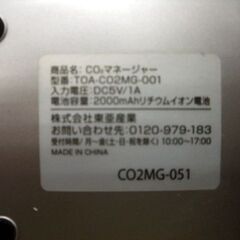 商品名：CO₂マネージャー
型番：TOA-CO2MG-001
入力電圧：DC5V/1A
電池容量：2000mAhリチウムイオン電池
株式会社東亜産業
お問い合わせ先：0120-979-183
受付時間／月〜金(土・日・祝を除く) 10:00〜17:00
MADE IN CHINA
CO2MG-051